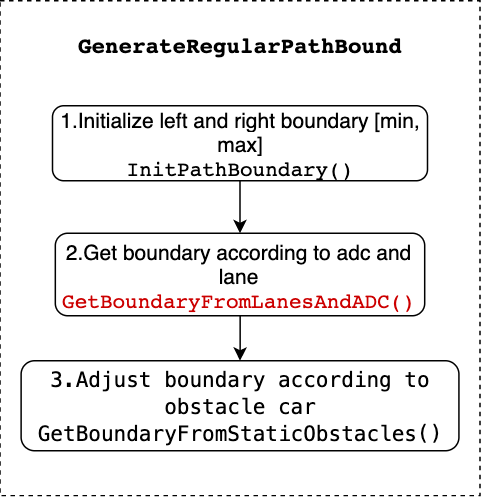 GenerateRegularPathBound
1.Initialize left and right boundary [min,
max]
InitPathBoundary()
2.Get boundary according to adc and
lane
GetBoundaryFromLanesAndADC()
3.Adjust boundary according to
obstacle car
GetBoundaryFromStaticObstacles()